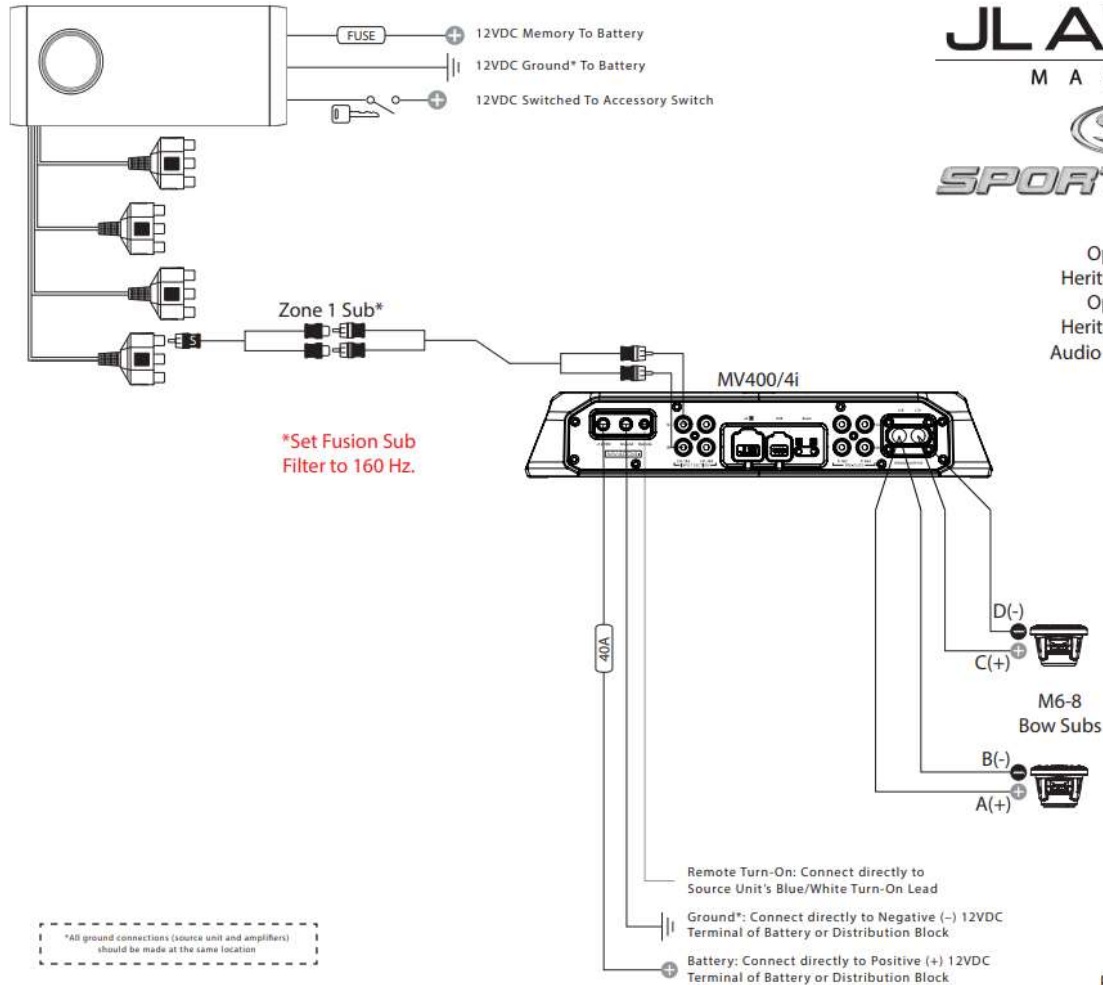 FUSE
12VDC Memory To Battery
12VDC Ground* To Battery
12VDC Switched To Accessory Switch
JL A
M A
SPOR
Op
Herit
Op
Herit
Audio
Zone 1 Sub*
S
*Set Fusion Sub
Filter to 160 Hz.
MV400/4i
40A
D(-)
C(+)
M6-8
Bow Subs
B(-)
A(+)
Remote Turn-On: Connect directly to
Source Unit's Blue/White Turn-On Lead
Ground*: Connect directly to Negative (–) 12VDC
Terminal of Battery or Distribution Block
Battery: Connect directly to Positive (+) 12VDC
Terminal of Battery or Distribution Block
*All ground connections (source unit and amplifiers)
should be made at the same location